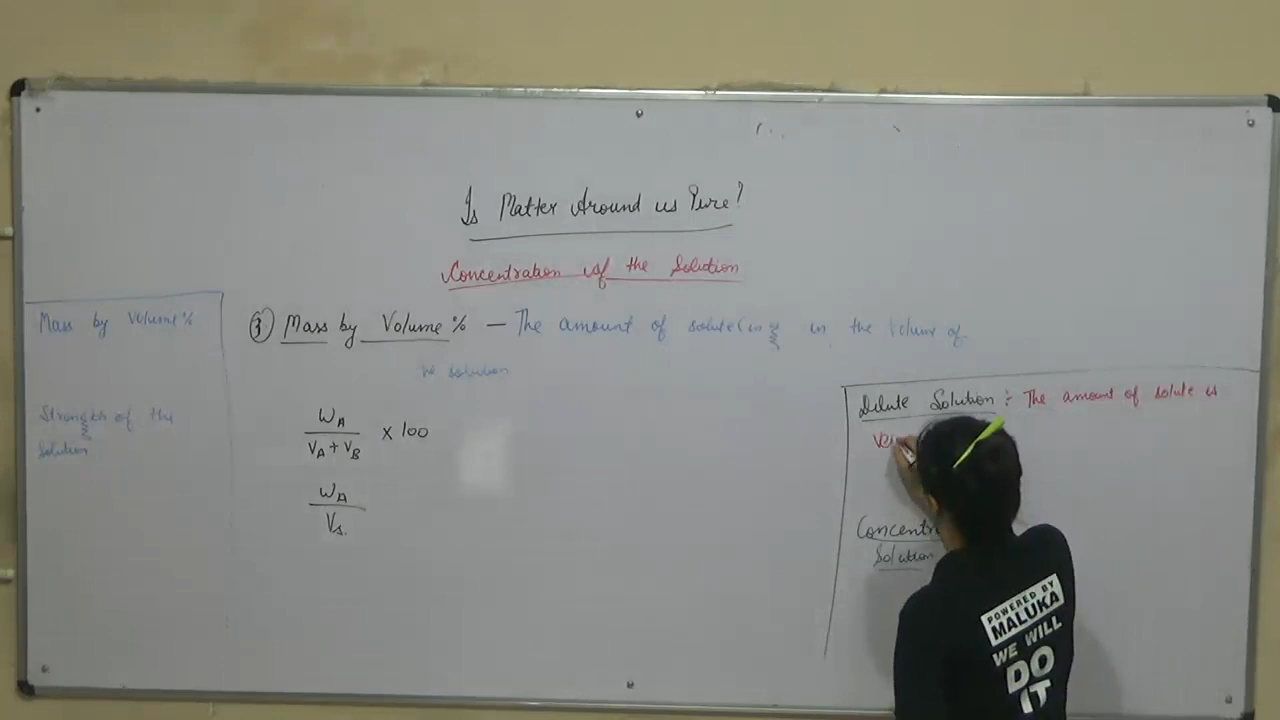 Is Matter Around us Pure?
Concentration of the Solution
Mass by Volume %
Strength of the
Solution
③ Mass by Volume % — The amount of solute (in g in the Volume of
he solution
W_A / (V_A + V_B) × 100
W_A / V_s.
Dilute Solution :- The amount of solute is
Ve
Concentr
Solution
POWERED BY
MALUKA
WE WILL
DO
IT